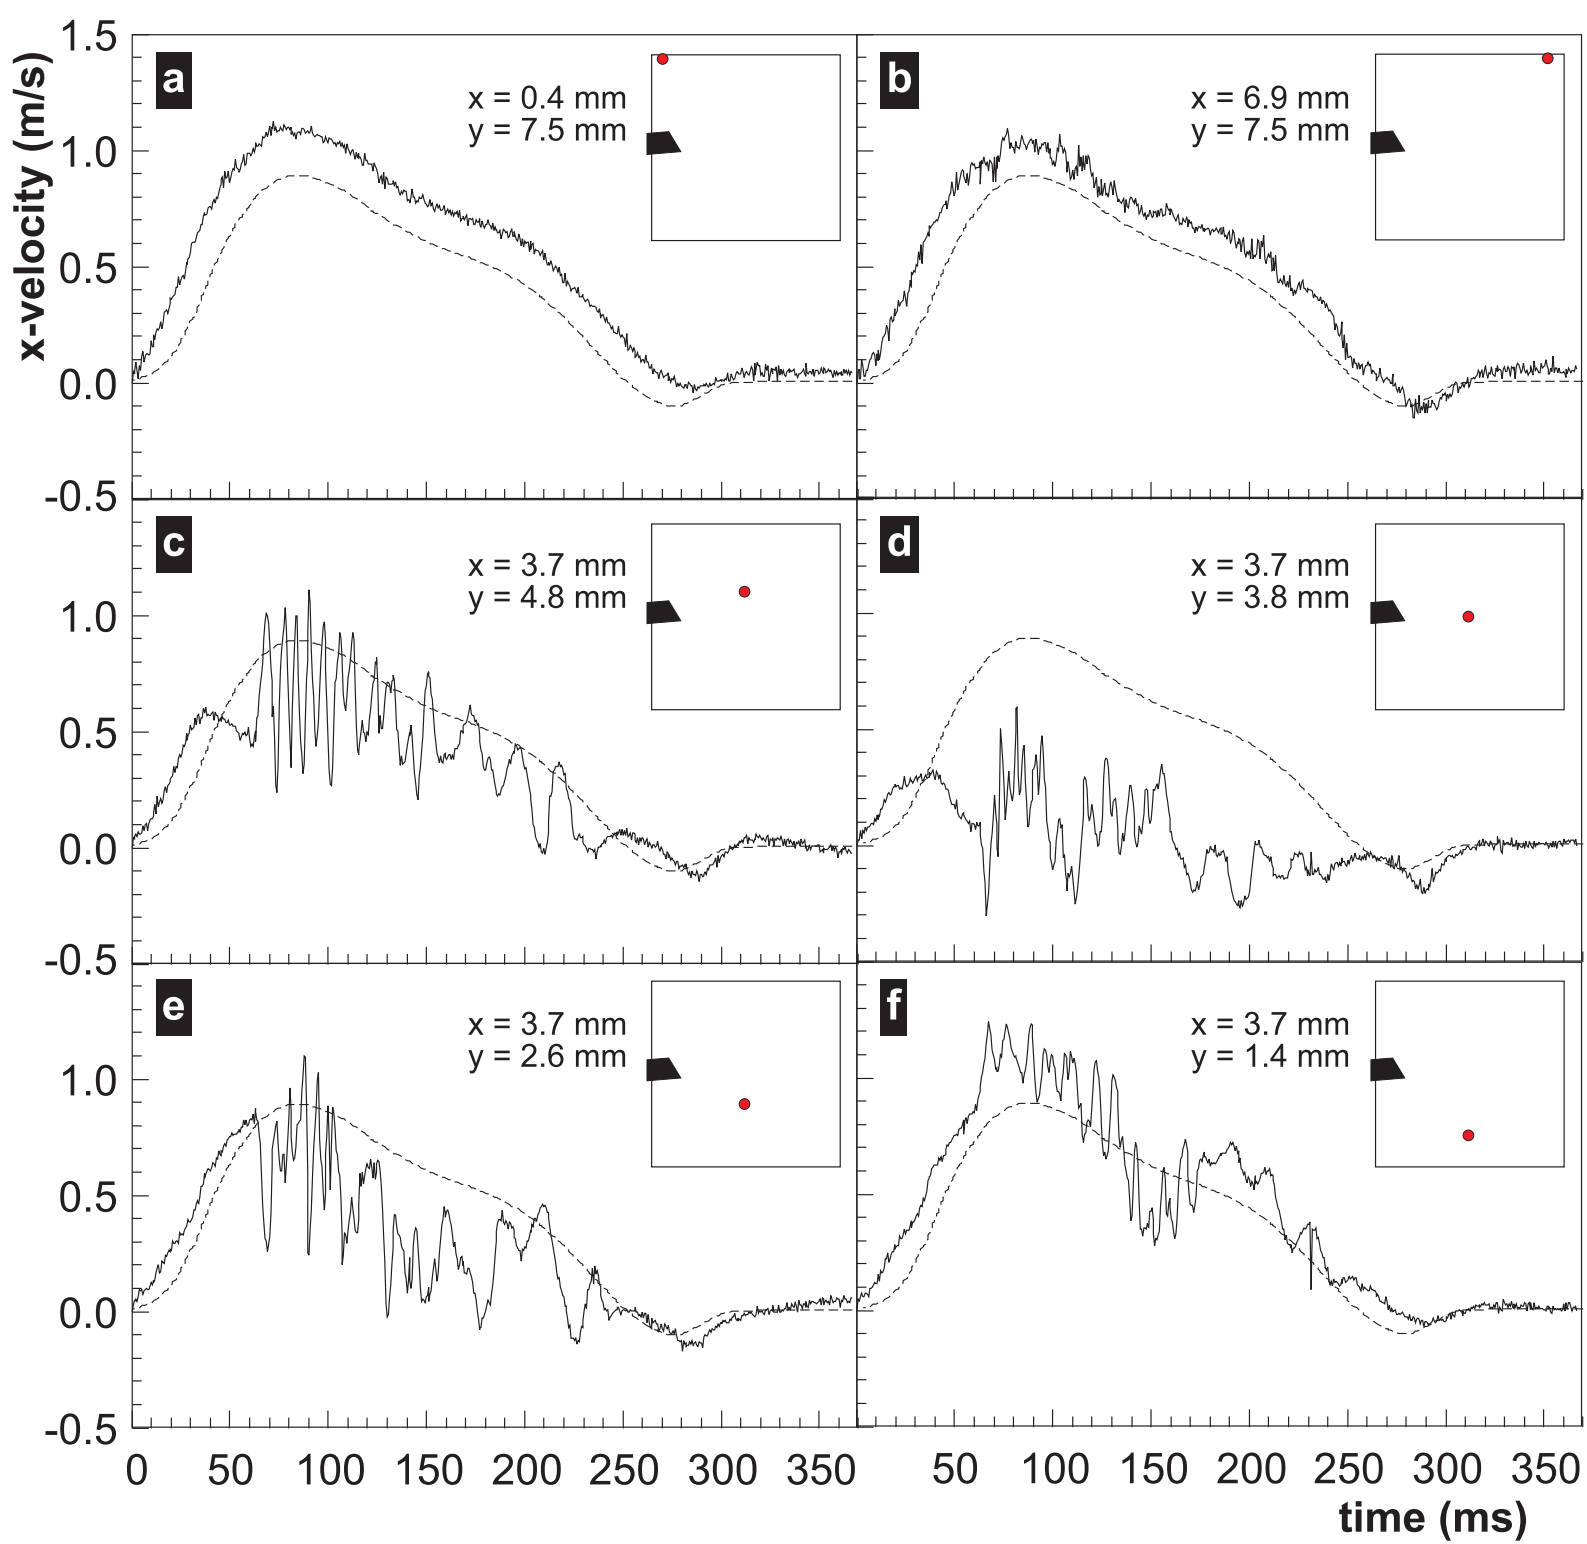 x-velocity (m/s)
1.5
1.0
0.5
0.0
-0.5
a
x = 0.4 mm
y = 7.5 mm
b
x = 6.9 mm
y = 7.5 mm
1.0
0.5
0.0
-0.5
c
x = 3.7 mm
y = 4.8 mm
d
x = 3.7 mm
y = 3.8 mm
1.0
0.5
0.0
-0.5
e
x = 3.7 mm
y = 2.6 mm
f
x = 3.7 mm
y = 1.4 mm
0 50 100 150 200 250 300 350
50 100 150 200 250 300 350
time (ms)